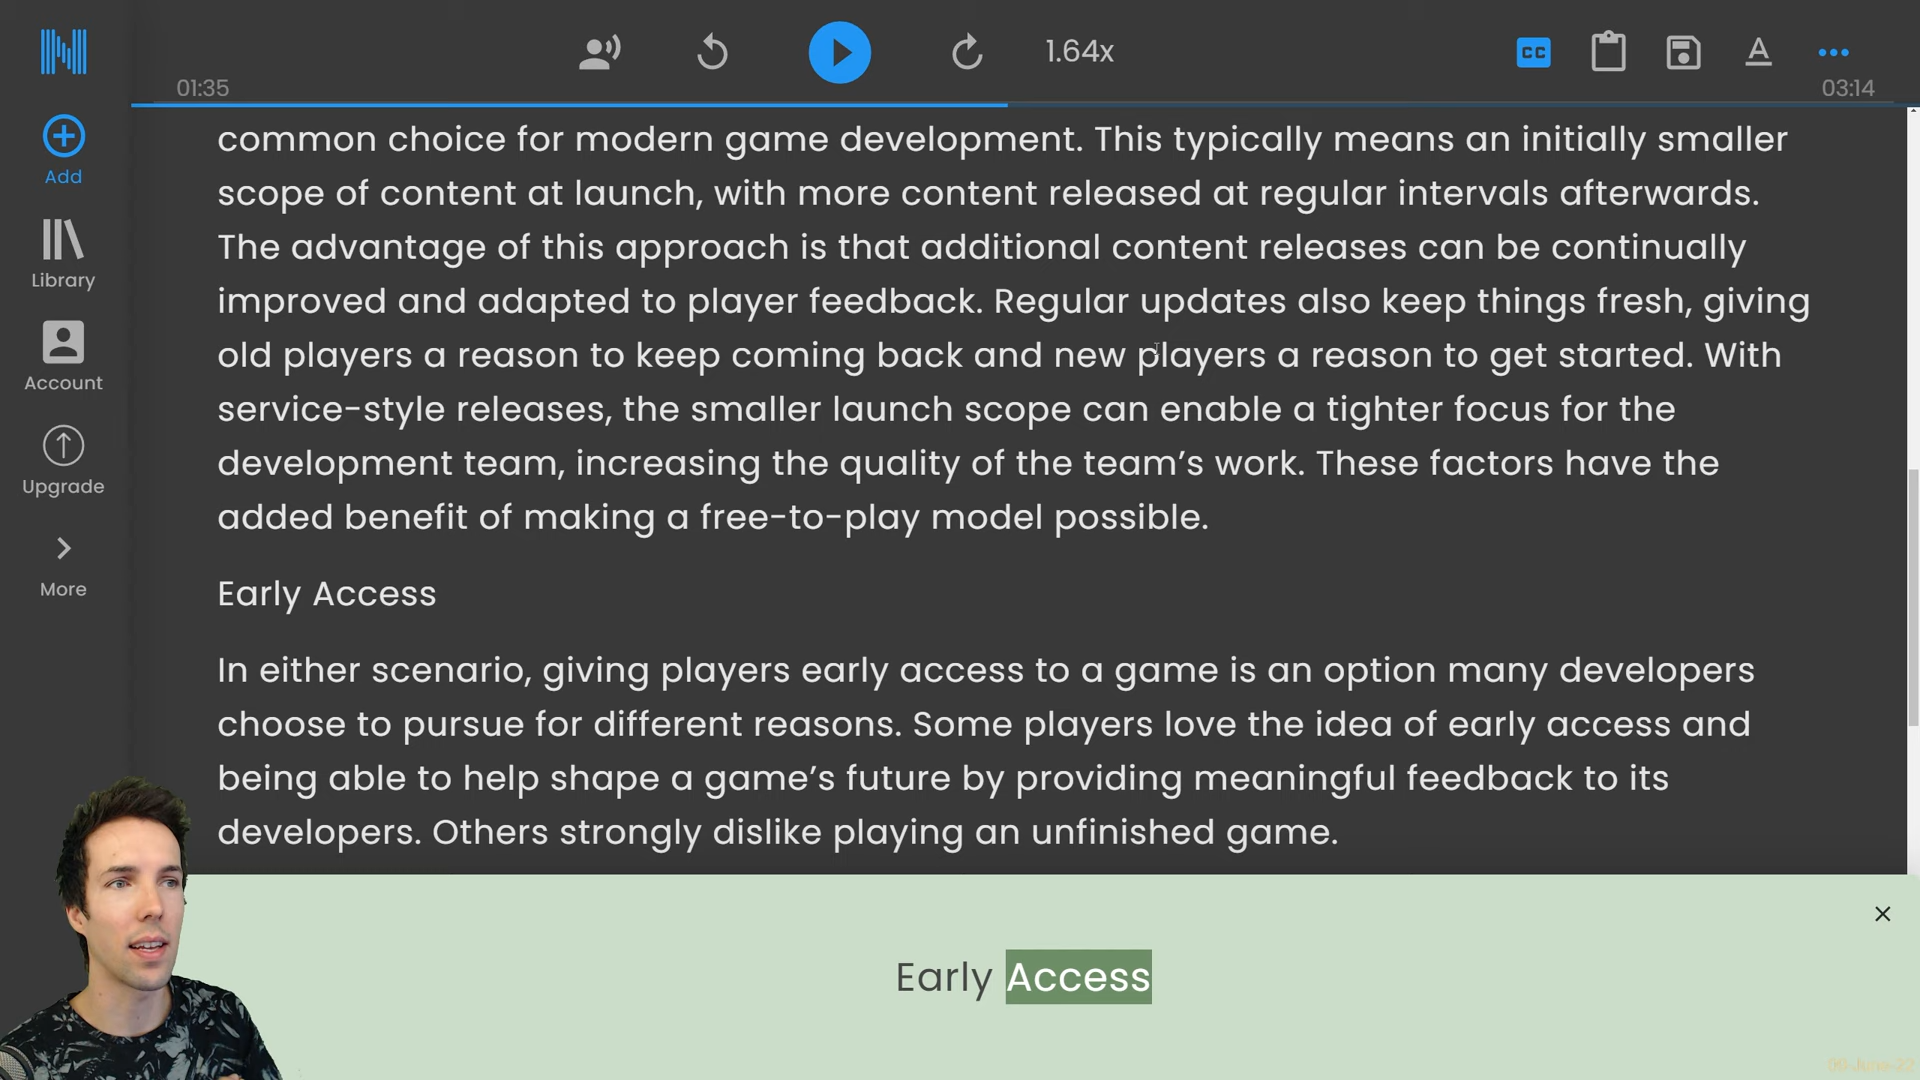 1.64x
CC
A
01:35
03:14
Add
Library
Account
Upgrade
More
common choice for modern game development. This typically means an initially smaller
scope of content at launch, with more content released at regular intervals afterwards.
The advantage of this approach is that additional content releases can be continually
improved and adapted to player feedback. Regular updates also keep things fresh, giving
old players a reason to keep coming back and new players a reason to get started. With
service-style releases, the smaller launch scope can enable a tighter focus for the
development team, increasing the quality of the team’s work. These factors have the
added benefit of making a free-to-play model possible.
Early Access
In either scenario, giving players early access to a game is an option many developers
choose to pursue for different reasons. Some players love the idea of early access and
being able to help shape a game’s future by providing meaningful feedback to its
developers. Others strongly dislike playing an unfinished game.
Early Access
08-June-22